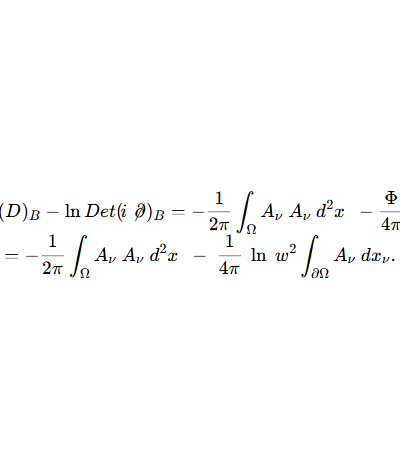 (D)_B − ln Det(i ∂̸)_B = − 1/2π ∫_Ω A_ν A_ν d²x − Φ/4π
= − 1/2π ∫_Ω A_ν A_ν d²x − 1/4π ln w² ∫_∂Ω A_ν dx_ν.